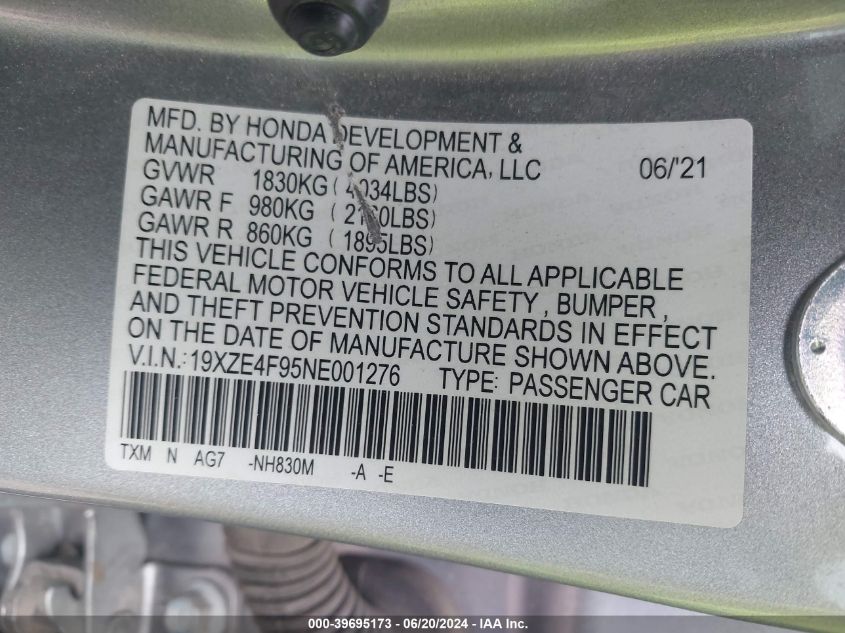 MFD. BY HONDA DEVELOPMENT &
MANUFACTURING OF AMERICA, LLC 06/'21
GVWR 1830KG ( 4034LBS)
GAWR F 980KG ( 2160LBS)
GAWR R 860KG ( 1895LBS)
THIS VEHICLE CONFORMS TO ALL APPLICABLE
FEDERAL MOTOR VEHICLE SAFETY , BUMPER ,
AND THEFT PREVENTION STANDARDS IN EFFECT
ON THE DATE OF MANUFACTURE SHOWN ABOVE.
V.I.N.: 19XZE4F95NE001276 TYPE: PASSENGER CAR
TXM N AG7 -NH830M -A -E
000-39695173 — 06/20/2024 - IAA Inc.